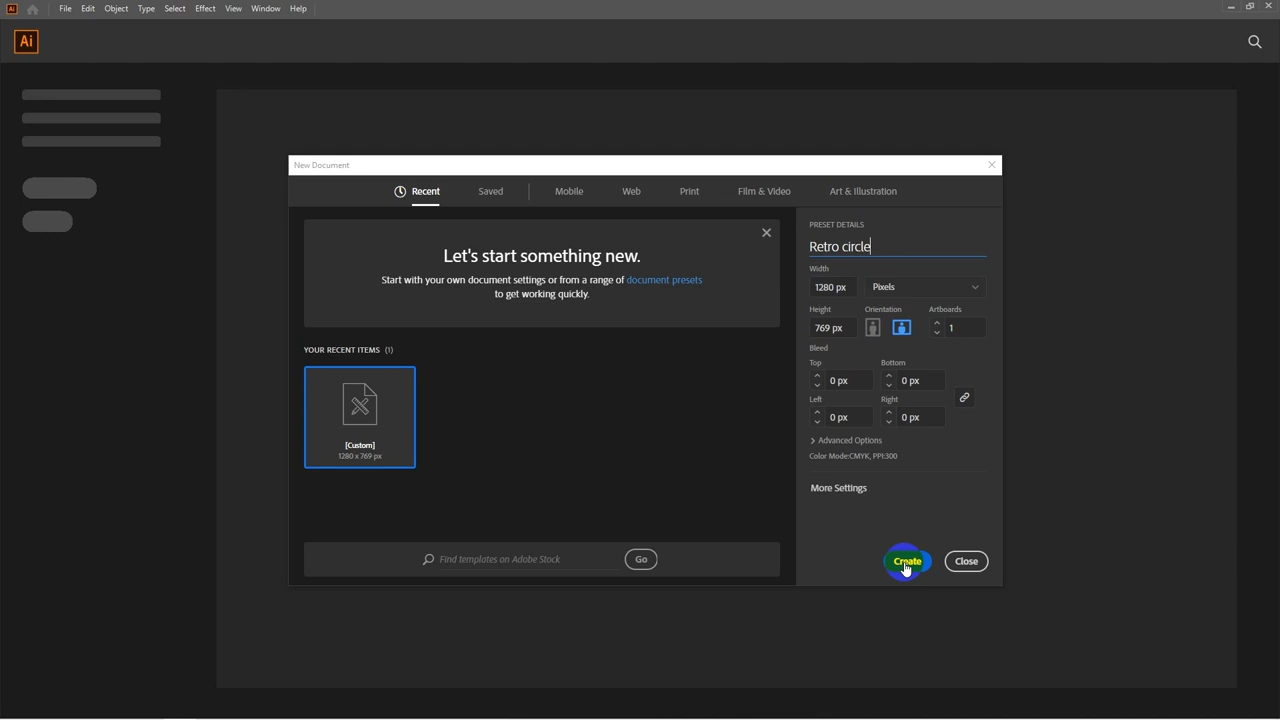 Ai File Edit Object Type Select Effect View Window Help
Ai
New Document
Recent Saved Mobile Web Print Film & Video Art & Illustration
Let's start something new.
Start with your own document settings or from a range of document presets
to get working quickly.
YOUR RECENT ITEMS (1)
[Custom]
1280 x 769 px
Find templates on Adobe Stock Go
PRESET DETAILS
Retro circle
Width
1280 px Pixels
Height Orientation Artboards
769 px 1
Bleed
Top Bottom
0 px 0 px
Left Right
0 px 0 px
Advanced Options
Color Mode:CMYK, PPI:300
More Settings
Create Close